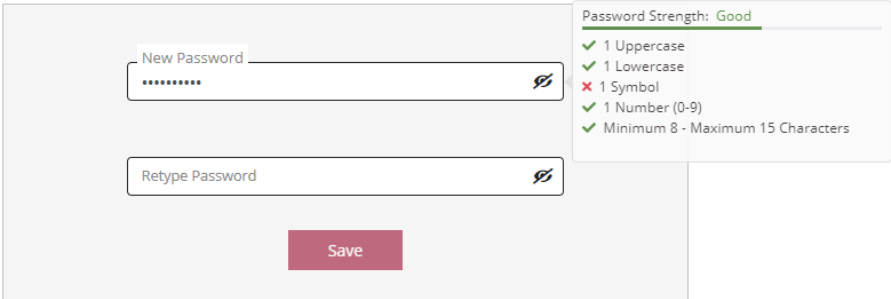 Password Strength: Good
1 Uppercase
1 Lowercase
1 Symbol
1 Number (0-9)
Minimum 8 - Maximum 15 Characters
New Password
••••••••••
Retype Password
Save